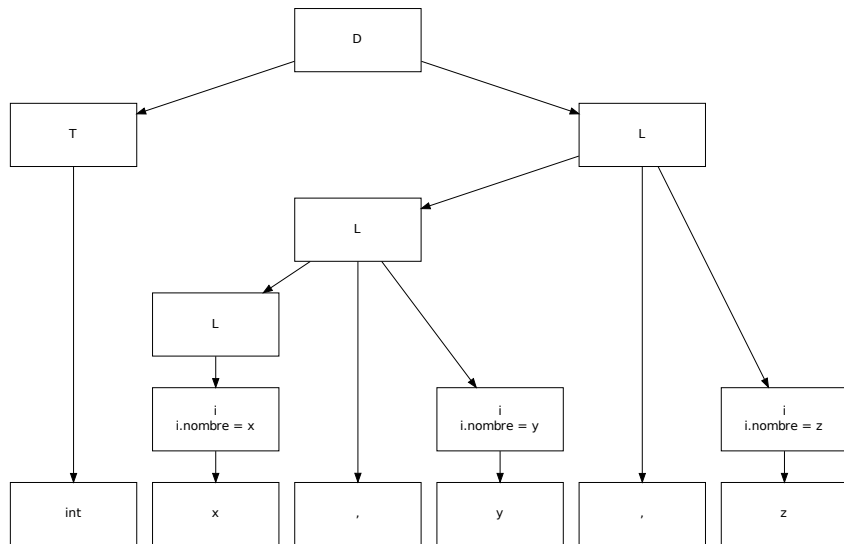 D
T
L
L
L
i
i.nombre = x
i
i.nombre = y
i
i.nombre = z
int
x
,
y
,
z